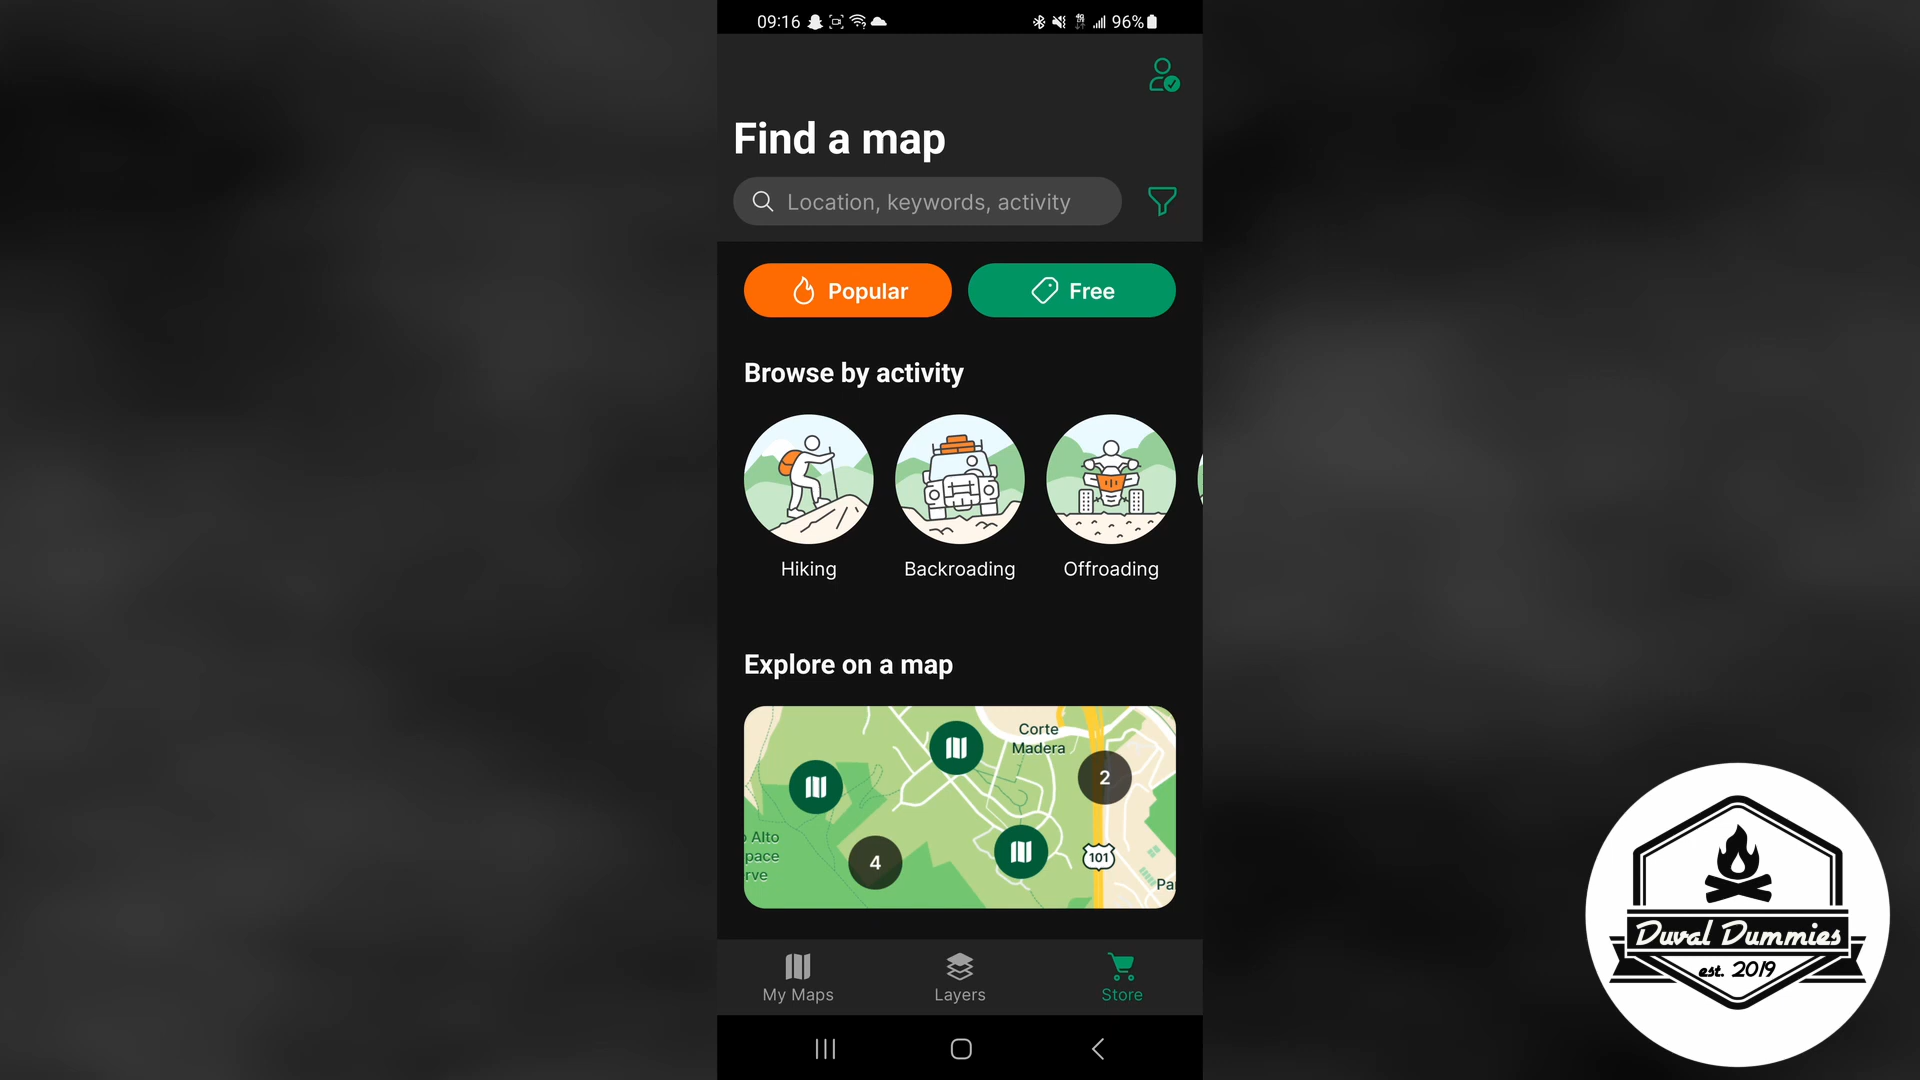 09:16
96%
Find a map
Location, keywords, activity
Popular
Free
Browse by activity
Hiking
Backroading
Offroading
Explore on a map
Corte
Madera
2
Alto
pace
rve
4
101
Pa
My Maps
Layers
Store
Duval Dummies
est. 2019